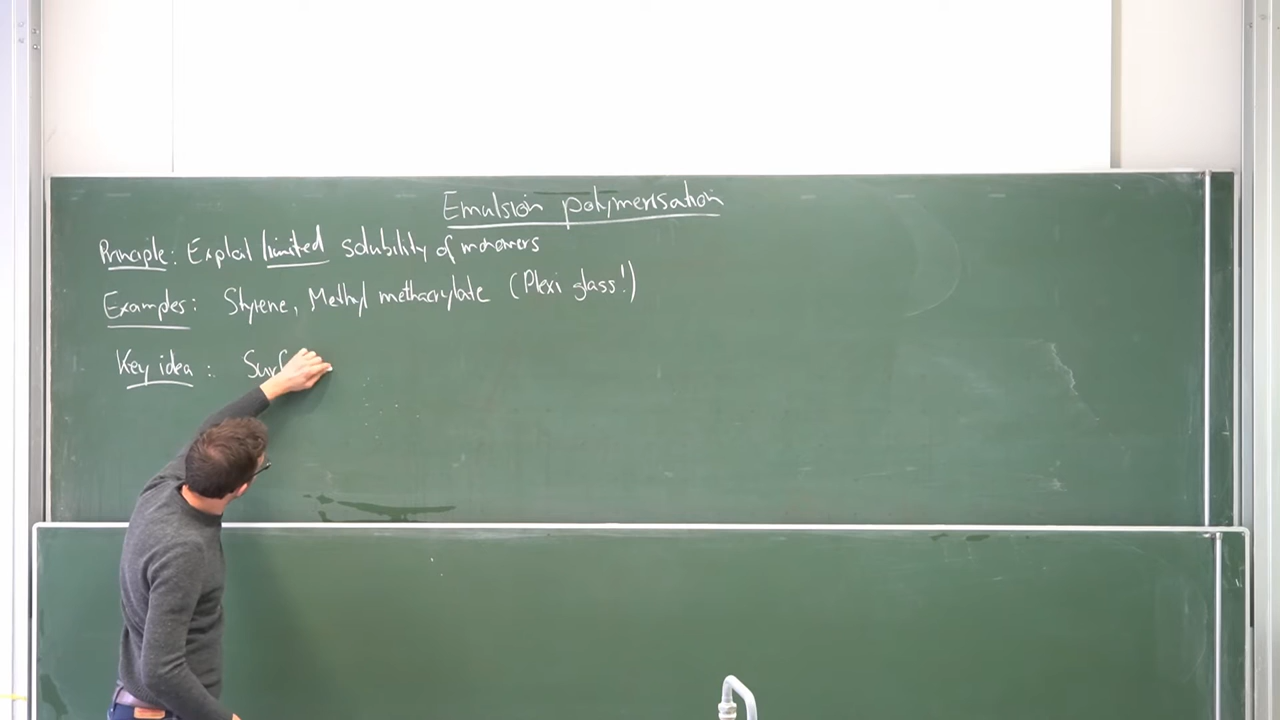 Emulsion polymerisation
Principle: Exploit limited solubility of monomers
Examples: Styrene, Methyl methacrylate (Plexi glass!)
Key idea: Surf